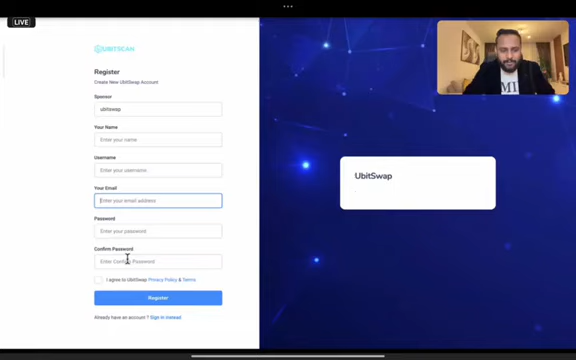 LIVE
UBITSCAN
Register
Create New UbitSwap Account
Sponsor
ubitswap
Your Name
Enter your name
Username
Enter your username
Your Email
Enter your email address
Password
Enter your password
Confirm Password
Enter Confirm Password
I agree to UbitSwap Privacy Policy & Terms
Register
Already have an account ? Sign in instead
UbitSwap